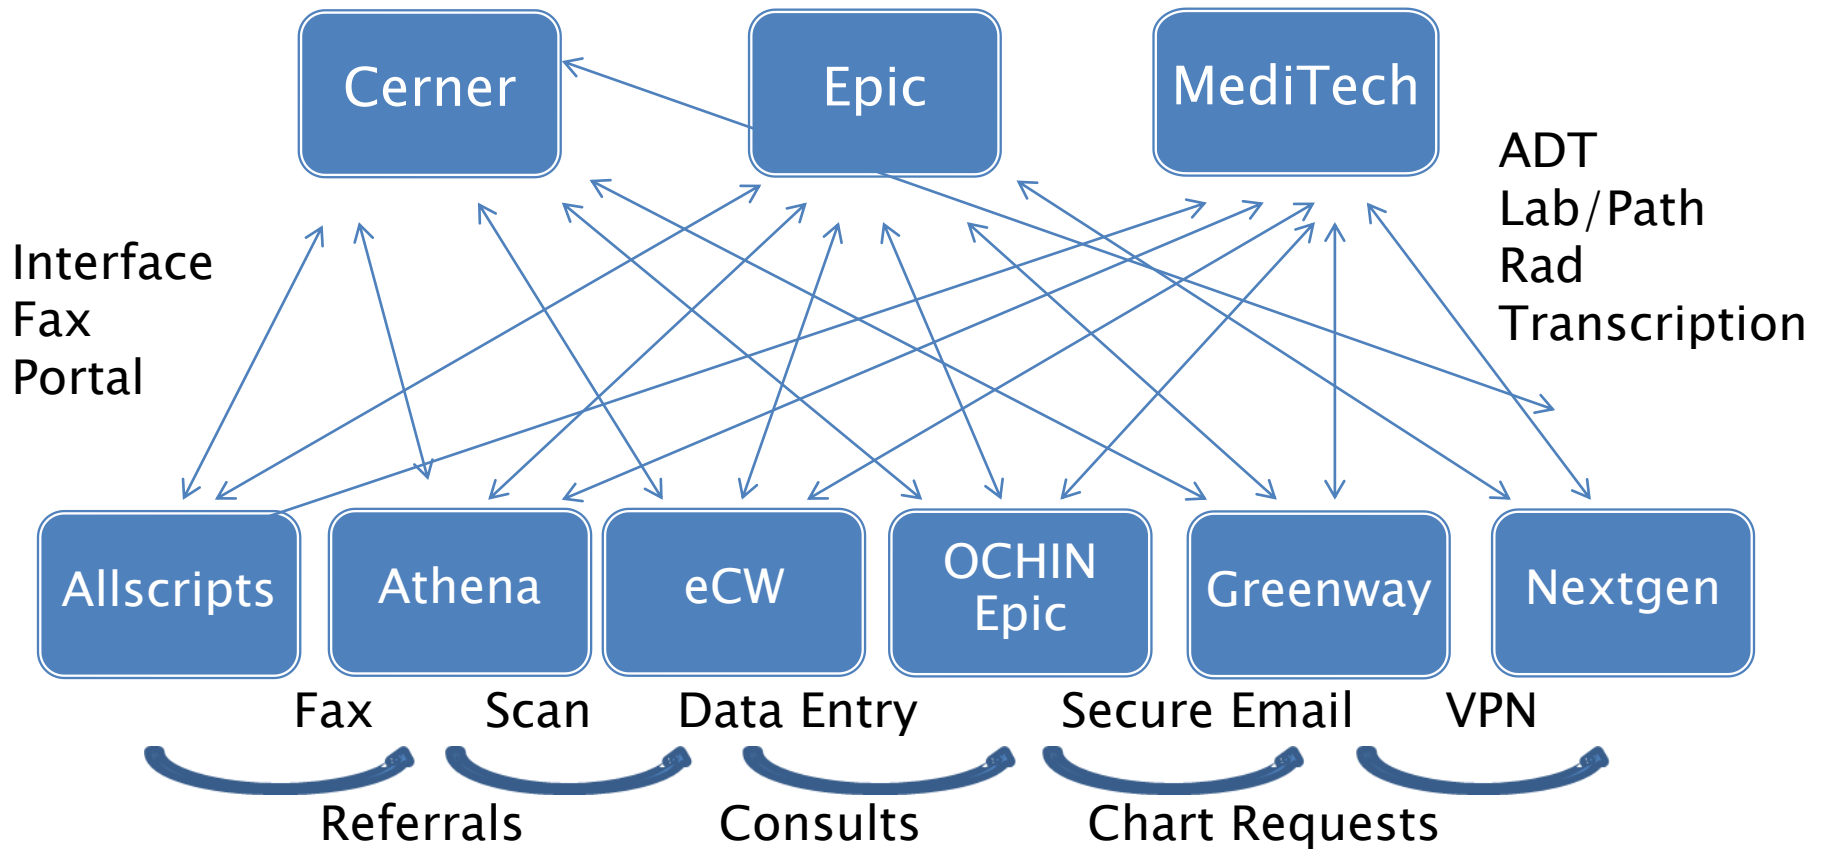 Cerner
Epic
MediTech
ADT
Lab/Path
Rad
Transcription
Interface
Fax
Portal
Allscripts
Athena
eCW
OCHIN
Epic
Greenway
Nextgen
Fax
Scan
Data Entry
Secure Email
VPN
Referrals
Consults
Chart Requests